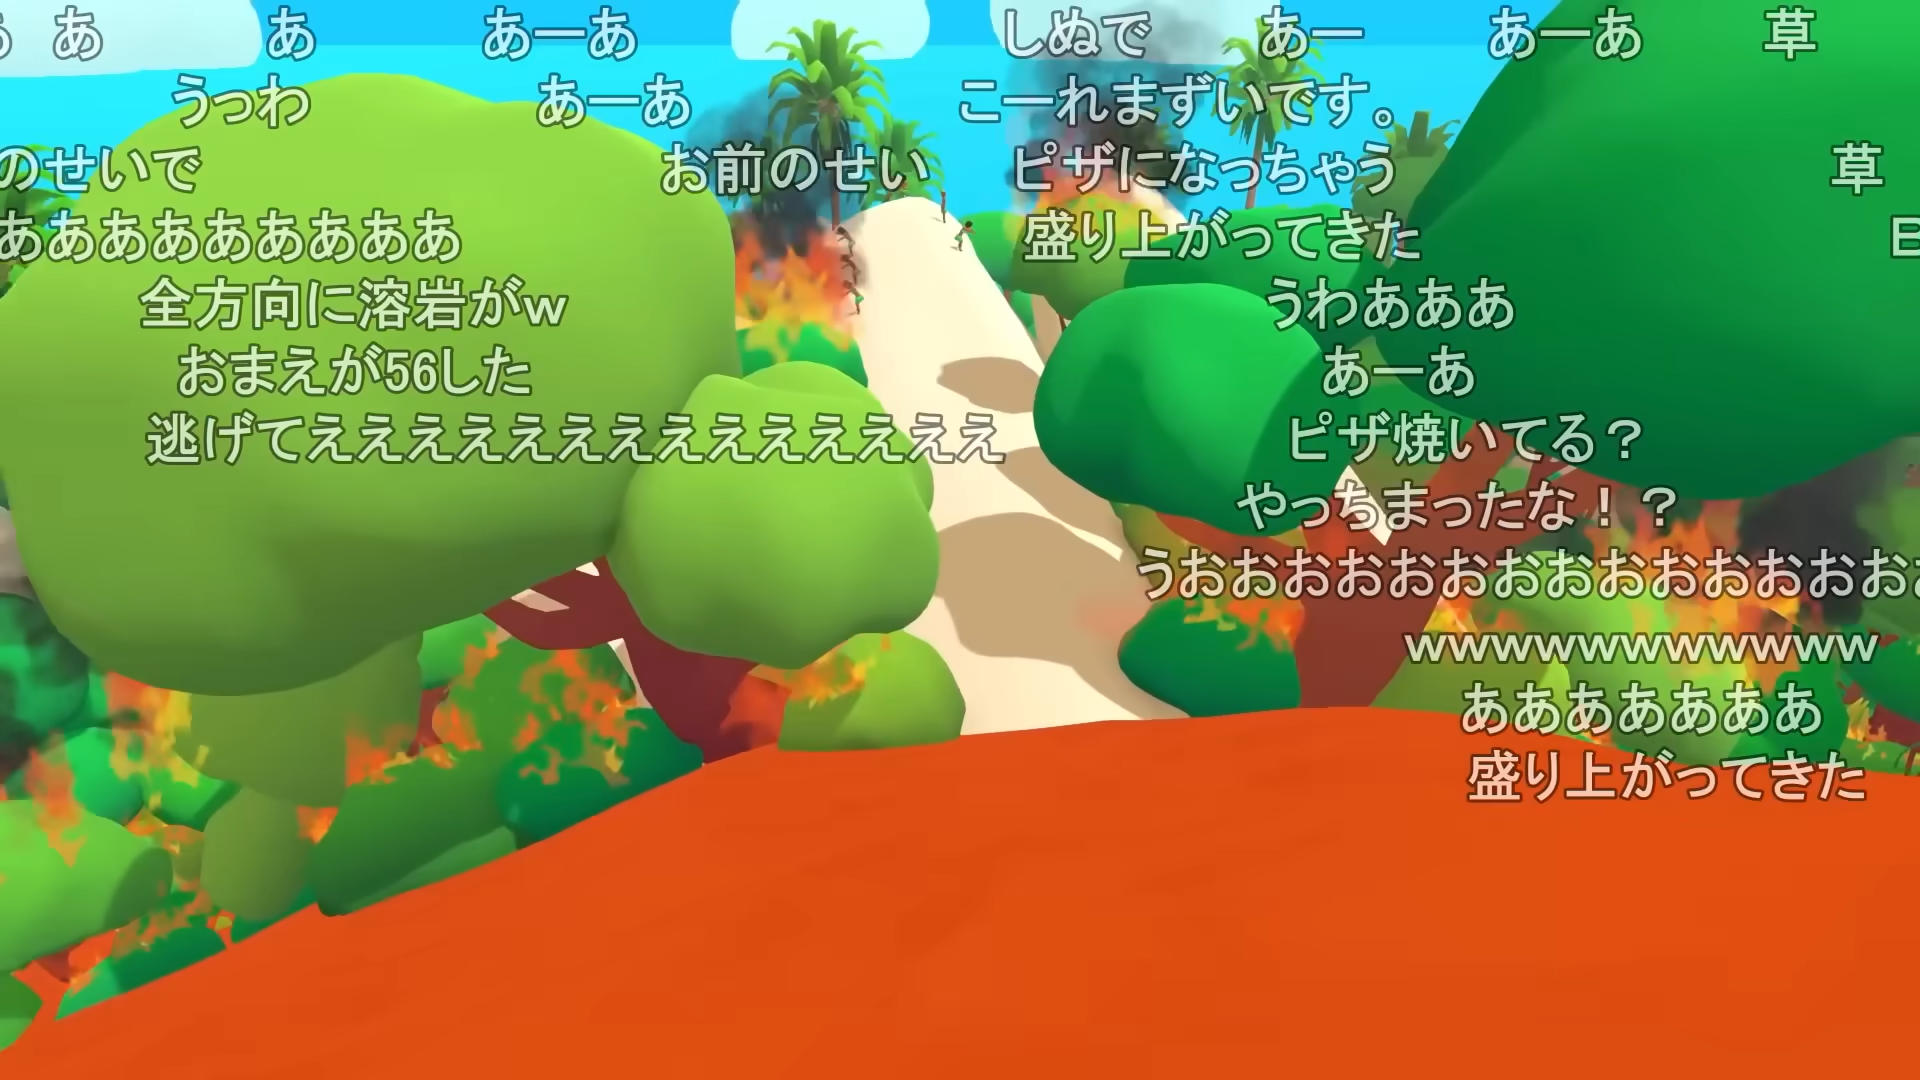 あ あ あーあ しぬで あー あーあ 草
うっわ あーあ こーれまずいです。
のせいで お前のせい ピザになっちゃう 草
あああああああああ 盛り上がってきた
全方向に溶岩がｗ うわあああ
おまえが56した あーあ
逃げてええええええええええええええ ピザ焼いてる？
やっちまったな！？
うおおおおおおおおおおおおおお
wwwwwwwwwwwww
あああああああ
盛り上がってきた